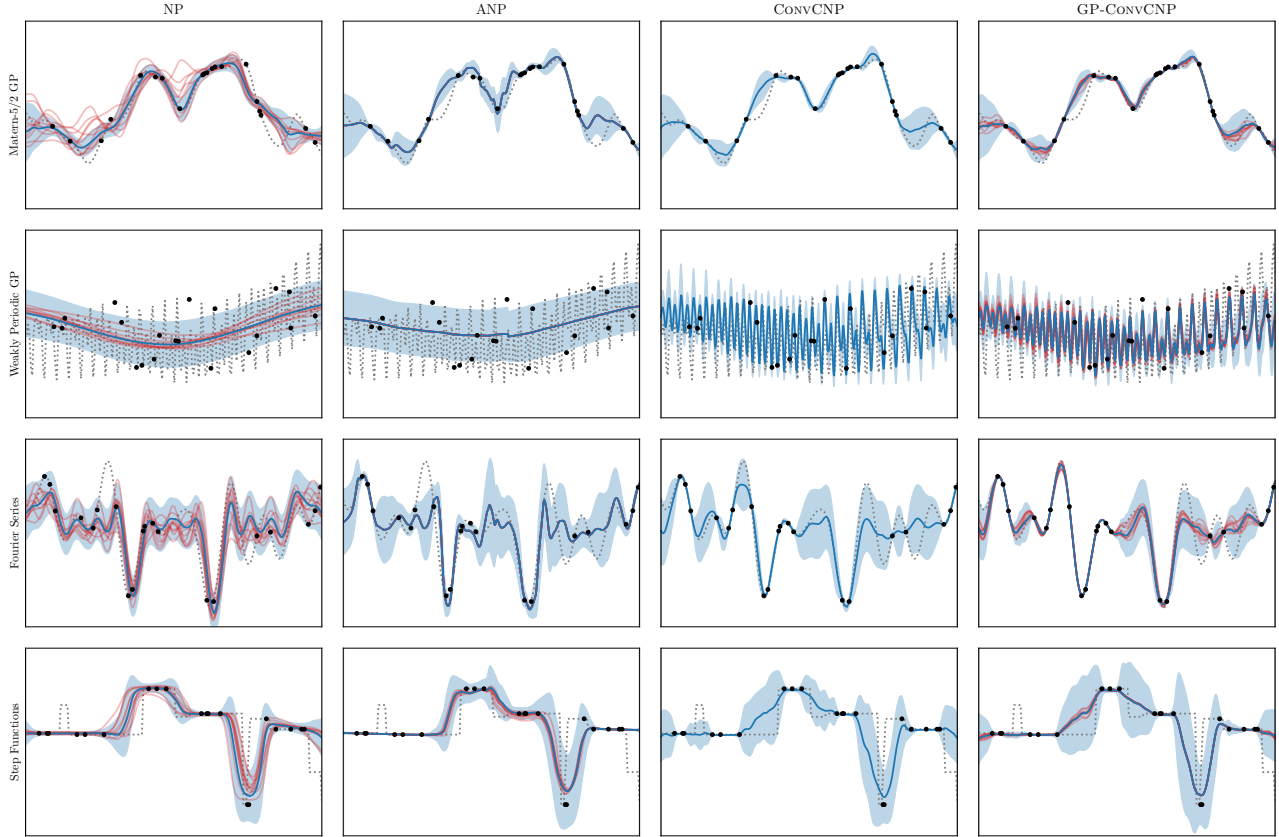 NP
ANP
ConvCNP
GP-ConvCNP
Matern-5/2 GP
Weakly Periodic GP
Fourier Series
Step Functions